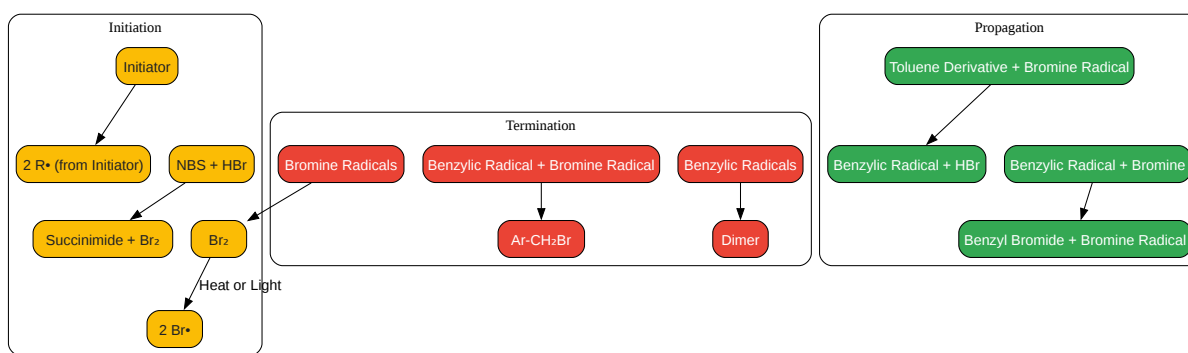 Initiation
Initiator
2 R• (from Initiator)
NBS + HBr
Succinimide + Br₂
Br₂
Heat or Light
2 Br•
Termination
Bromine Radicals
Benzylic Radical + Bromine Radical
Benzylic Radicals
Ar-CH₂Br
Dimer
Propagation
Toluene Derivative + Bromine Radical
Benzylic Radical + HBr
Benzylic Radical + Bromine
Benzyl Bromide + Bromine Radical